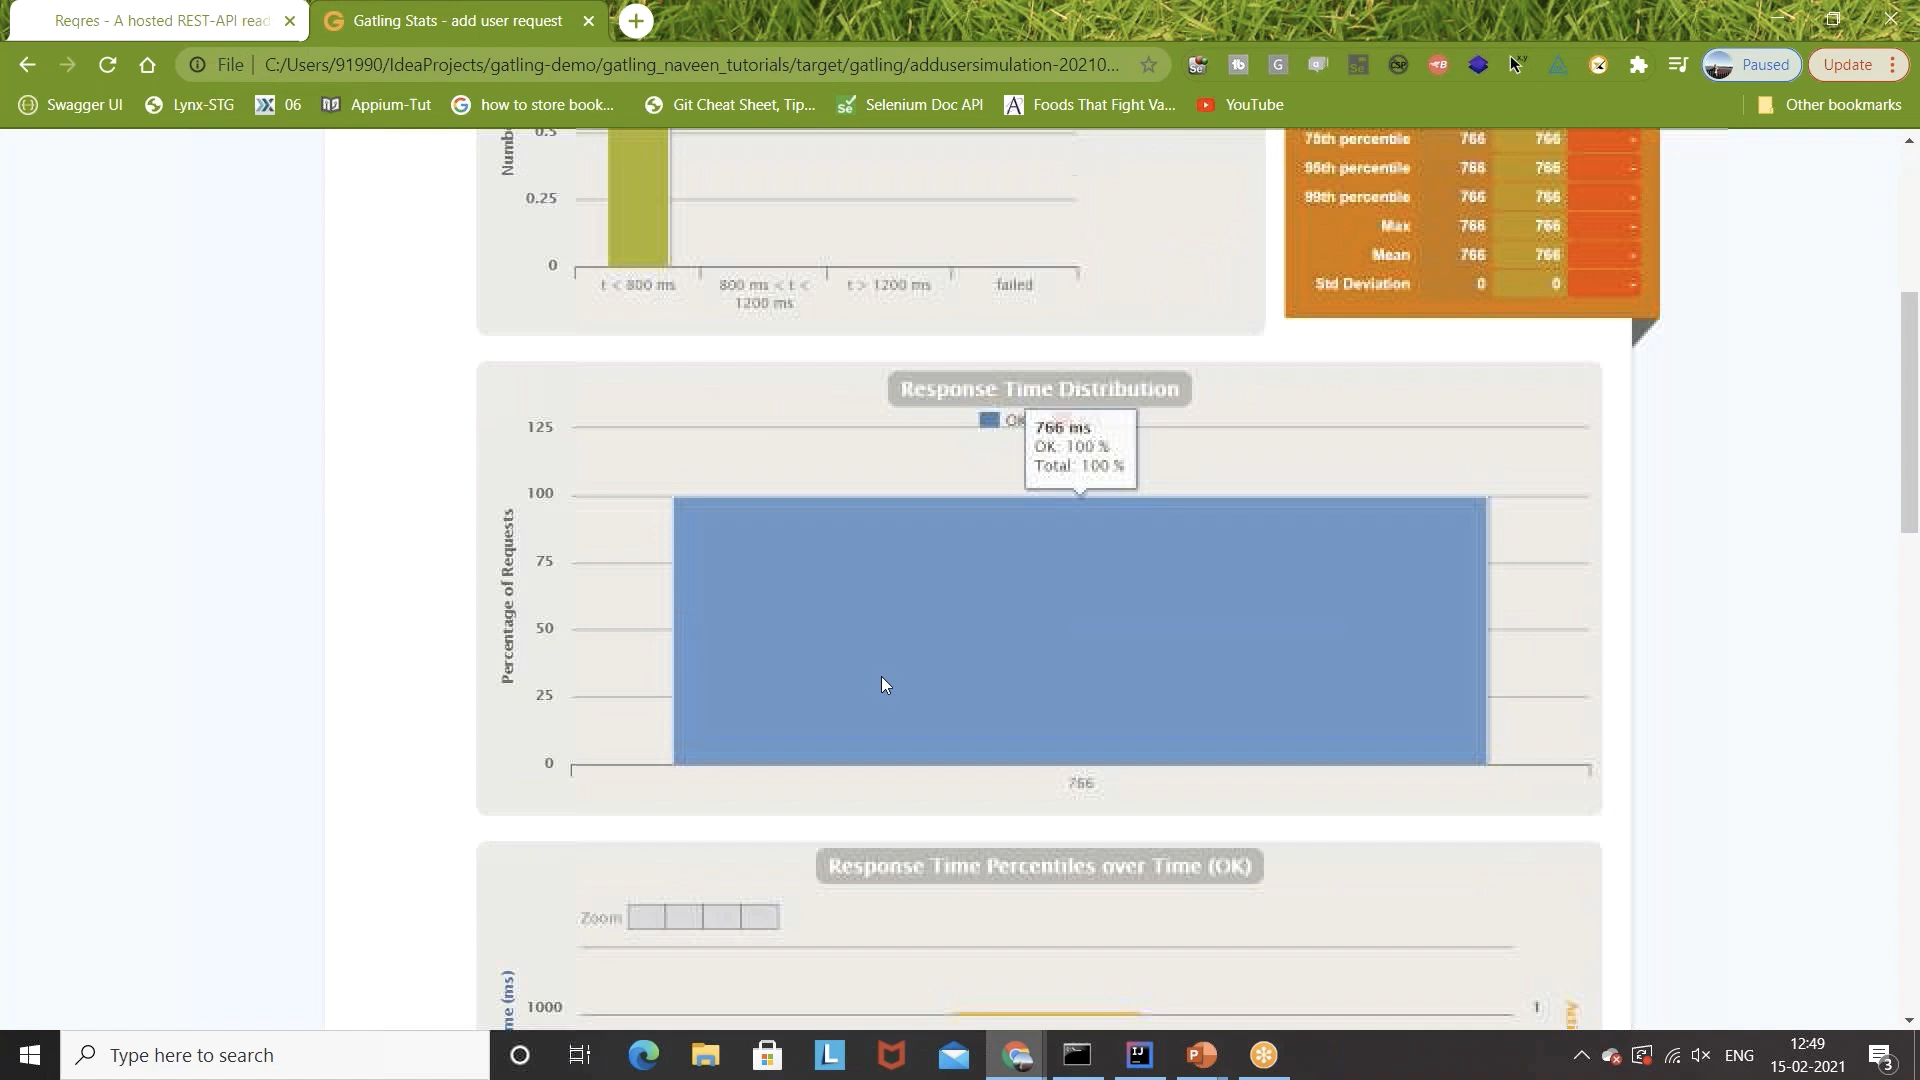 Reqres - A hosted REST-API read
Gatling Stats - add user request
File | C:/Users/91990/IdeaProjects/gatling-demo/gatling_naveen_tutorials/target/gatling/addusersimulation-20210...
Paused
Update
Swagger UI
Lynx-STG
06
Appium-Tut
how to store book...
Git Cheat Sheet, Tip...
Selenium Doc API
Foods That Fight Va...
YouTube
Other bookmarks
0.5
0.25
0
t < 800 ms
800 ms < t <
1200 ms
t > 1200 ms
failed
75th percentile 766 766 -
95th percentile 766 766 -
99th percentile 766 766 -
Max 766 766 -
Mean 766 766 -
Std Deviation 0 0 -
Response Time Distribution
OK
766 ms
OK: 100 %
Total: 100 %
Percentage of Requests
125
100
75
50
25
0
766
Response Time Percentiles over Time (OK)
Zoom
1000
1
Type here to search
ENG
12:49
15-02-2021
3